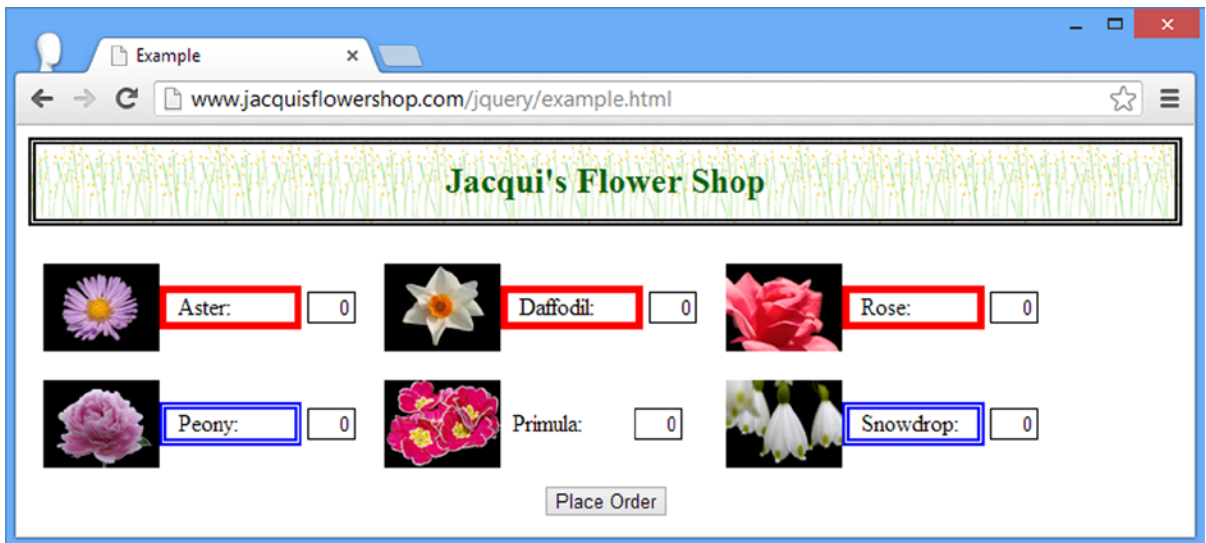 Example
www.jacquisflowershop.com/jquery/example.html
Jacqui's Flower Shop
Aster: 0 Daffodil: 0 Rose: 0
Peony: 0 Primula: 0 Snowdrop: 0
Place Order